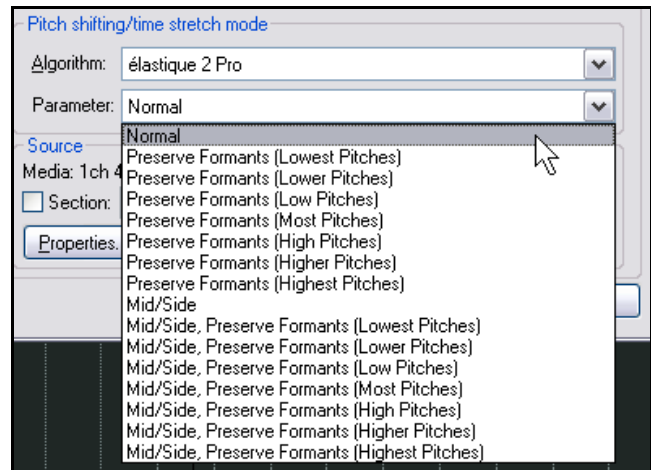 Pitch shifting/time stretch mode
Algorithm: élastique 2 Pro
Parameter: Normal
Normal
Source
Preserve Formants (Lowest Pitches)
Media: 1ch 4
Preserve Formants (Lower Pitches)
Preserve Formants (Low Pitches)
Section:
Preserve Formants (Most Pitches)
Preserve Formants (High Pitches)
Properties.
Preserve Formants (Higher Pitches)
Preserve Formants (Highest Pitches)
Mid/Side
Mid/Side, Preserve Formants (Lowest Pitches)
Mid/Side, Preserve Formants (Lower Pitches)
Mid/Side, Preserve Formants (Low Pitches)
Mid/Side, Preserve Formants (Most Pitches)
Mid/Side, Preserve Formants (High Pitches)
Mid/Side, Preserve Formants (Higher Pitches)
Mid/Side, Preserve Formants (Highest Pitches)